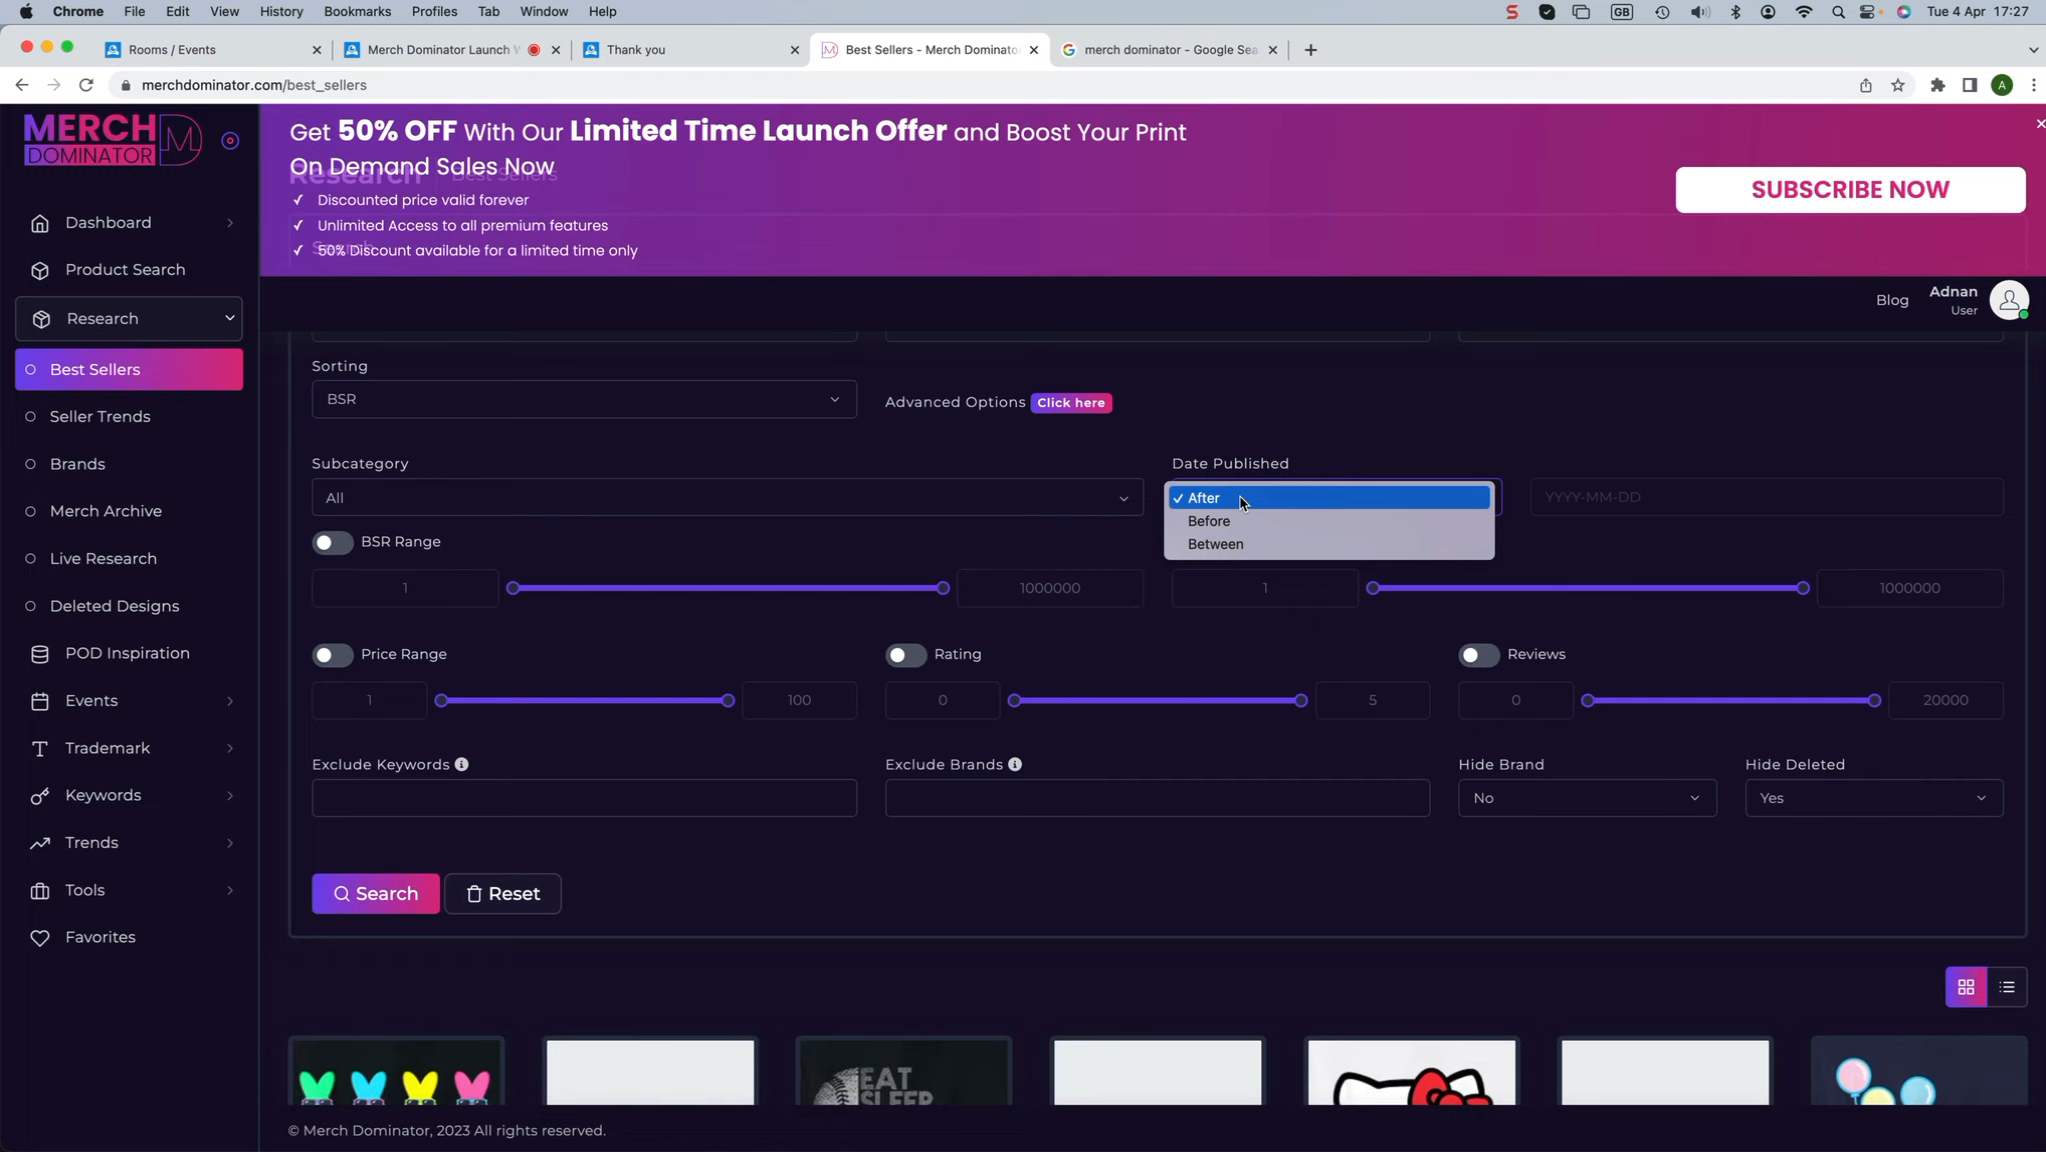 Chrome File Edit View History Bookmarks Profiles Tab Window Help GB Tue 4 Apr 17:27
Rooms / Events Merch Dominator Launch Thank you Best Sellers - Merch Dominato merch dominator - Google Sea
merchdominator.com/best_sellers A
MERCH
DOMINATOR
Get 50% OFF With Our Limited Time Launch Offer and Boost Your Print
On Demand Sales Now
Research Best Sellers
✓ Discounted price valid forever
✓ Unlimited Access to all premium features
✓ 50% Discount available for a limited time only
Search
SUBSCRIBE NOW
Blog
Adnan
User
Dashboard
Product Search
Research
Best Sellers
Seller Trends
Brands
Merch Archive
Live Research
Deleted Designs
POD Inspiration
Events
Trademark
Keywords
Trends
Tools
Favorites
Sorting
BSR
Advanced Options Click here
Subcategory
All
Date Published
✓ After
Before
Between
YYYY-MM-DD
BSR Range
1 1000000
1 1000000
Price Range
1 100
Rating
0 5
Reviews
0 20000
Exclude Keywords
Exclude Brands
Hide Brand
No
Hide Deleted
Yes
Search Reset
EAT
SLEEP
© Merch Dominator, 2023 All rights reserved.